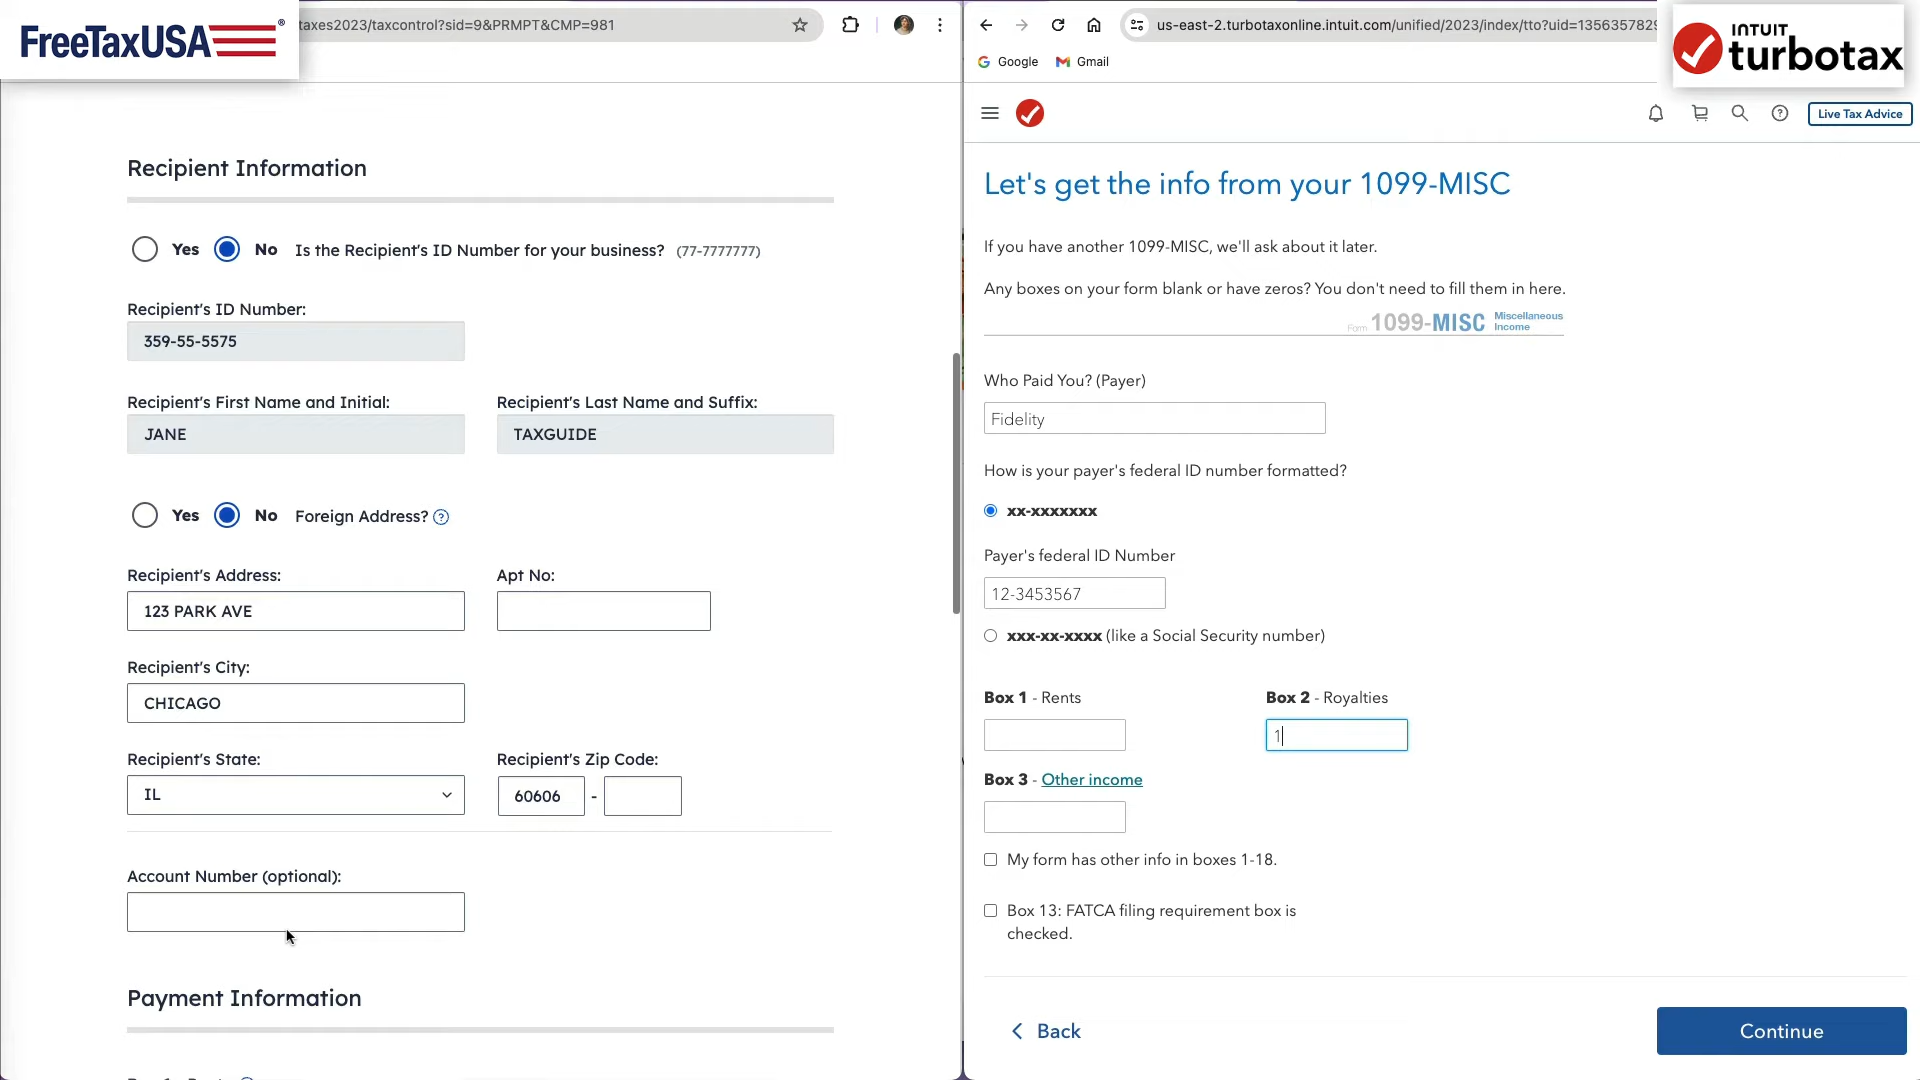 FreeTaxUSA®
taxes2023/taxcontrol?sid=9&PRMPT&CMP=981
Recipient Information
Yes No Is the Recipient's ID Number for your business? (77-7777777)
Recipient's ID Number:
359-55-5575
Recipient's First Name and Initial: Recipient's Last Name and Suffix:
JANE TAXGUIDE
Yes No Foreign Address? ?
Recipient's Address: Apt No:
123 PARK AVE
Recipient's City:
CHICAGO
Recipient's State: Recipient's Zip Code:
IL 60606 -
Account Number (optional):
Payment Information
us-east-2.turbotaxonline.intuit.com/unified/2023/index/tto?uid=1356357829
INTUIT
turbotax
Google Gmail
Live Tax Advice
Let's get the info from your 1099-MISC
If you have another 1099-MISC, we'll ask about it later.
Any boxes on your form blank or have zeros? You don't need to fill them in here.
Form 1099-MISC Miscellaneous
Income
Who Paid You? (Payer)
Fidelity
How is your payer's federal ID number formatted?
xx-xxxxxxx
Payer's federal ID Number
12-3453567
xxx-xx-xxxx (like a Social Security number)
Box 1 - Rents Box 2 - Royalties
1
Box 3 - Other income
My form has other info in boxes 1-18.
Box 13: FATCA filing requirement box is
checked.
Back Continue